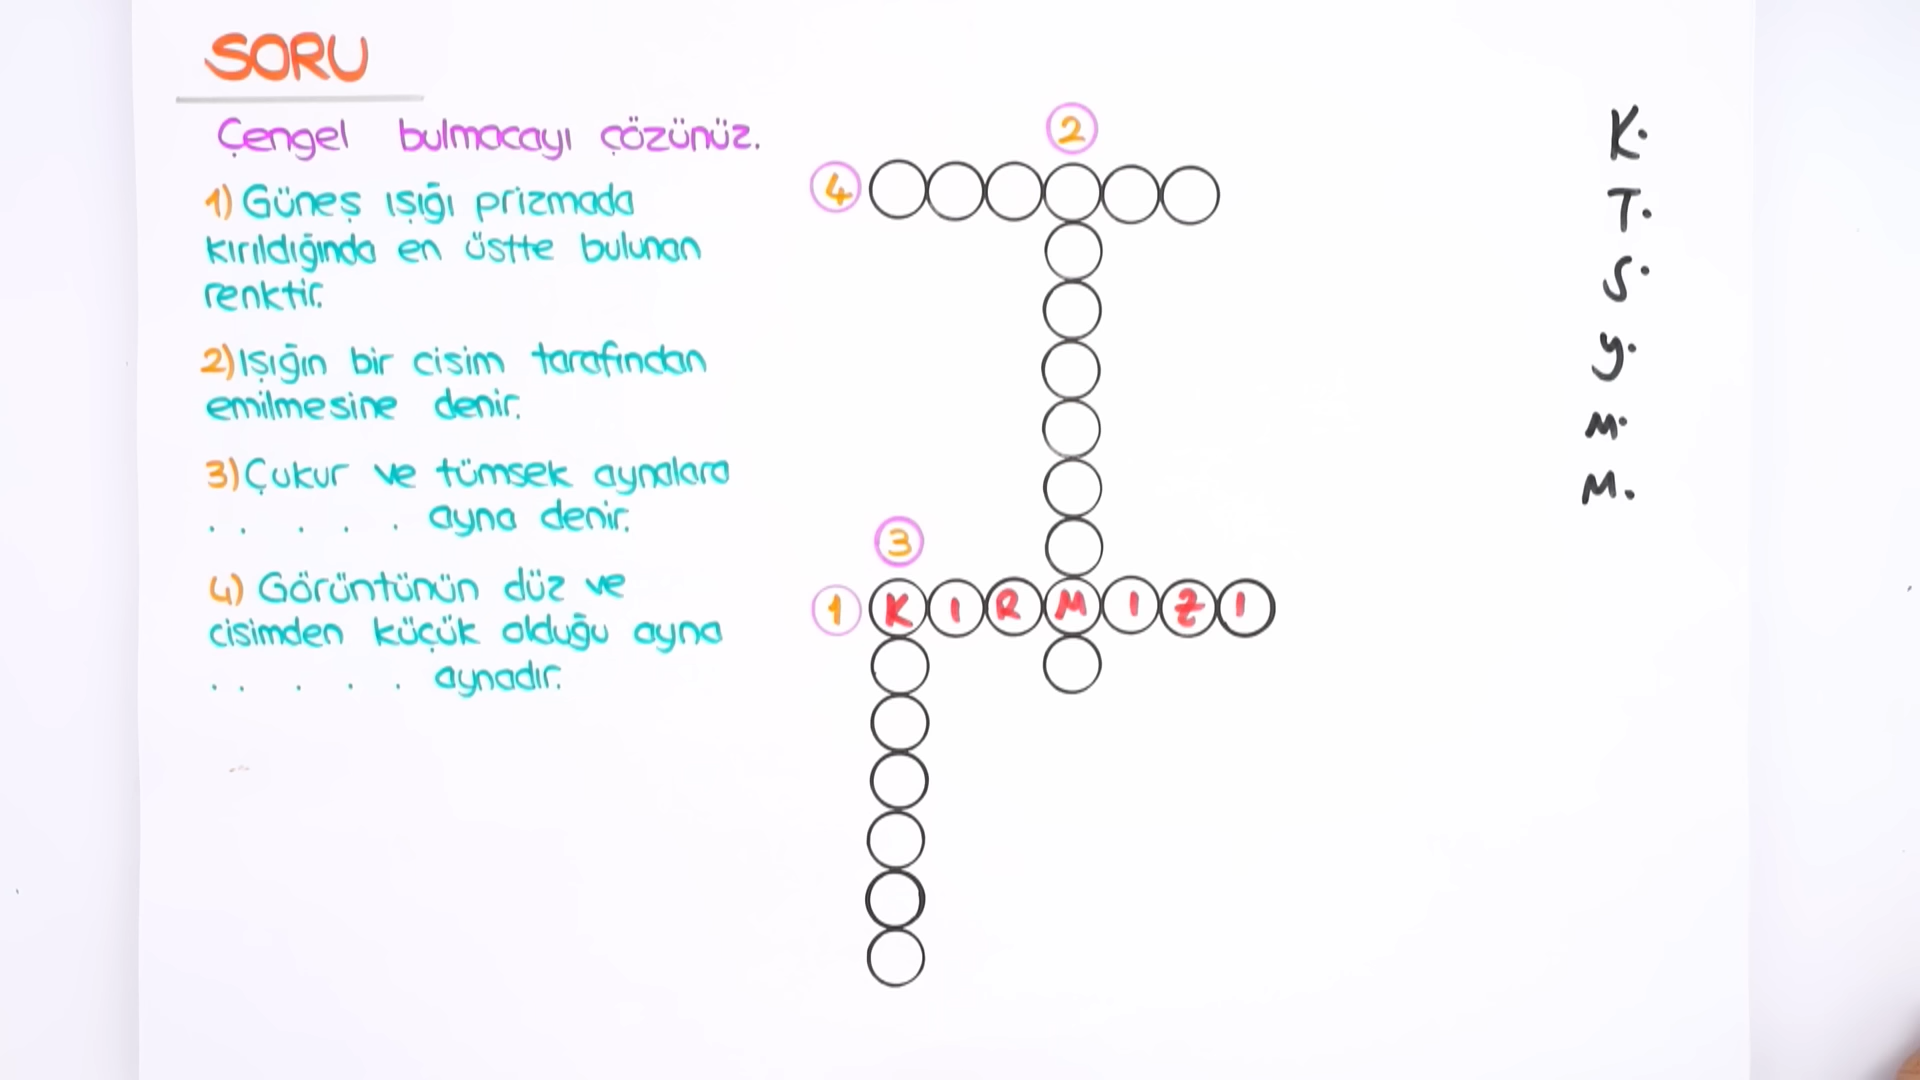 SORU
Çengel bulmacayı çözünüz.
1) Güneş ışığı prizmada
kırıldığında en üstte bulunan
renktir.
2) Işığın bir cisim tarafından
emilmesine denir.
3) Çukur ve tümsek aynalara
. . . . . ayna denir.
4) Görüntünün düz ve
cisimden küçük olduğu ayna
. . . . . aynadır.
2
4
3
1 KIRMIZI
K.
T.
S.
Y.
M.
M.